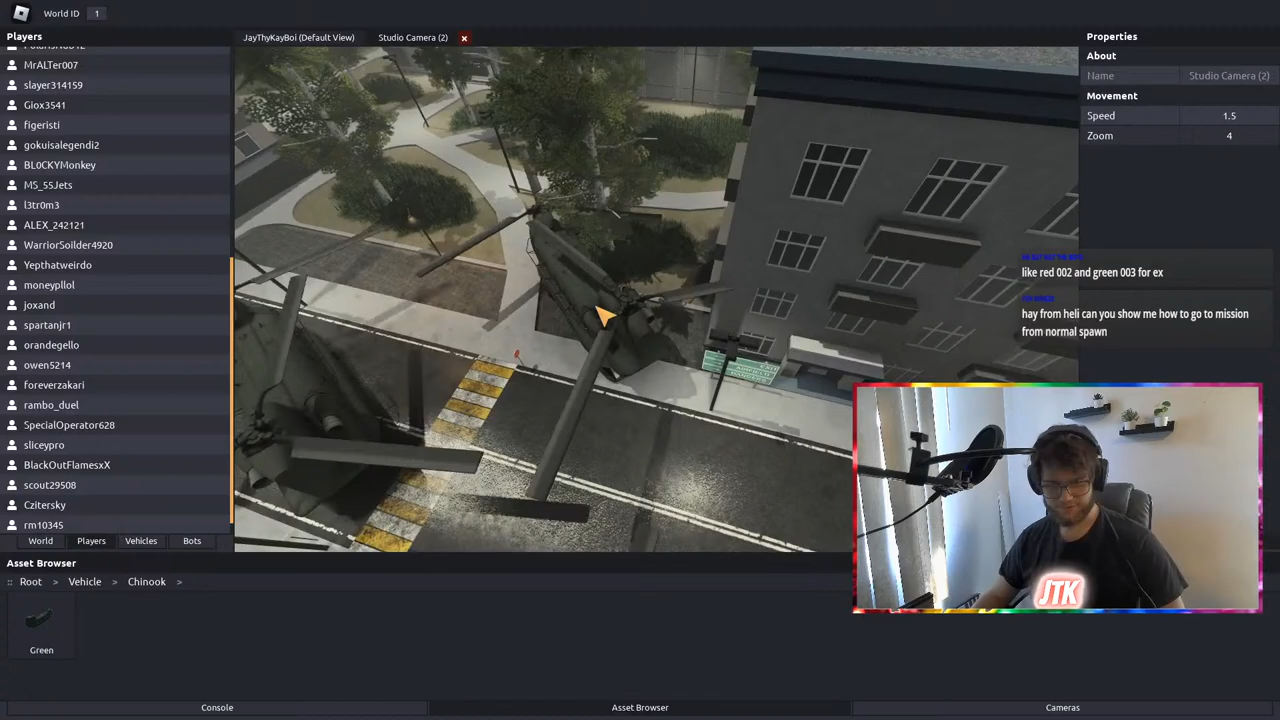 World ID 1
Players
JayThyKayBoi (Default View)
Studio Camera (2)
Properties
About
Name Studio Camera (2)
Movement
Speed 1.5
Zoom 4
MrALTer007
slayer314159
Giox3541
figeristi
gokuisalegendi2
BL0CKYMonkey
MS_55Jets
l3tr0m3
ALEX_242121
WarriorSoilder4920
Yepthatweirdo
moneypllol
joxand
spartanjr1
orandegello
owen5214
foreverzakari
rambo_duel
SpecialOperator628
sliceypro
BlackOutFlamesxX
scout29508
Czitersky
rm10345
like red 002 and green 003 for ex
hay from heli can you show me how to go to mission
from normal spawn
EXIT
JTK
World Players Vehicles Bots
Asset Browser
:: Root > Vehicle > Chinook >
Green
Console Asset Browser Cameras